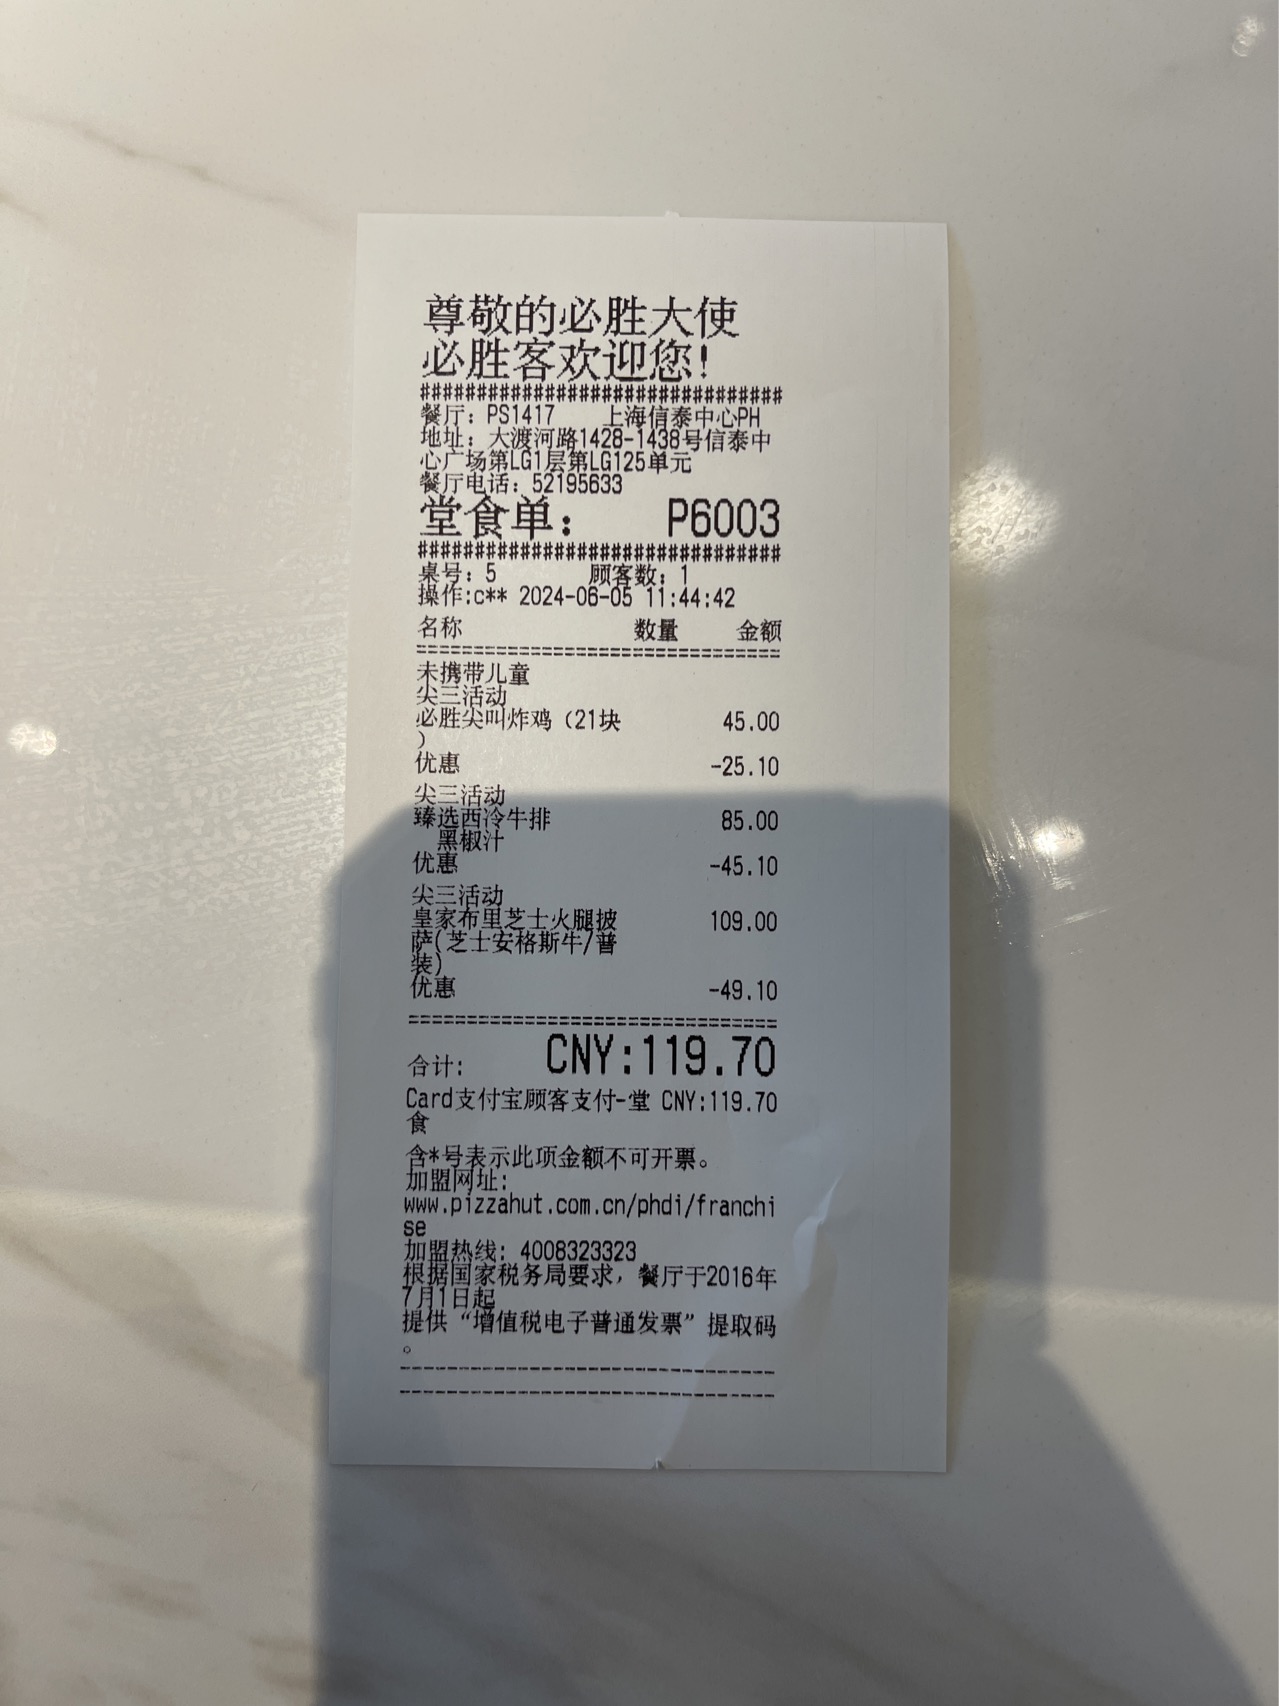 尊敬的必胜大使
必胜客欢迎您!
################################
餐厅: PS1417 上海信泰中心PH
地址: 大渡河路1428-1438号信泰中
心广场第LG1层第LG125单元
餐厅电话: 52195633
堂食单: P6003
################################
桌号: 5 顾客数: 1
操作:c** 2024-06-05 11:44:42
名称 数量 金额
================================
未携带儿童
尖三活动
必胜尖叫炸鸡（21块 45.00
）
优惠 -25.10
尖三活动
臻选西冷牛排 85.00
黑椒汁
优惠 -45.10
尖三活动
皇家布里芝士火腿披 109.00
萨(芝士安格斯牛/普
装)
优惠 -49.10
================================
合计: CNY:119.70
Card支付宝顾客支付-堂 CNY:119.70
食
含*号表示此项金额不可开票。
加盟网址:
www.pizzahut.com.cn/phdi/franchi
se
加盟热线: 4008323323
根据国家税务局要求，餐厅于2016年
7月1日起
提供“增值税电子普通发票”提取码
。
--------------------------------
--------------------------------